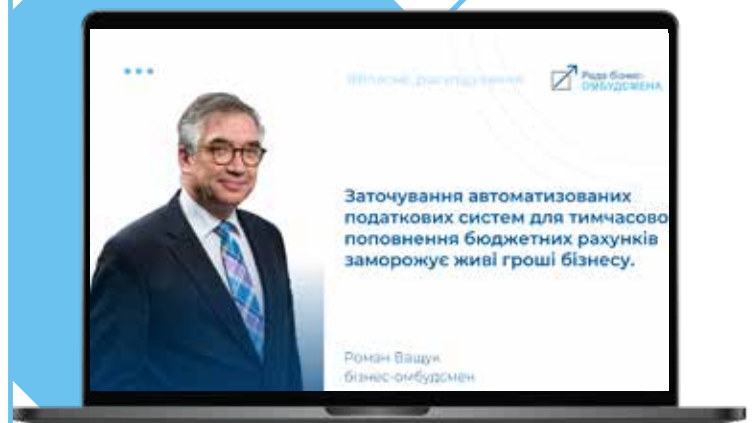 Рада бізнес-
ОМБУДСМЕНА
Заточування автоматизованих
податкових систем для тимчасово
поповнення бюджетних рахунків
заморожує живі гроші бізнесу.
Роман Ващук
бізнес-омбудсмен